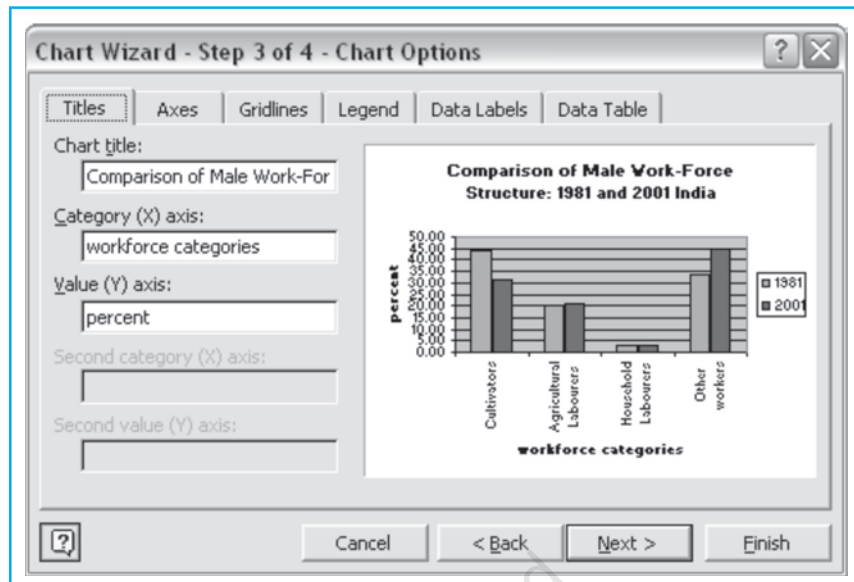 Chart Wizard - Step 3 of 4 - Chart Options
Titles Axes Gridlines Legend Data Labels Data Table
Chart title:
Comparison of Male Work-For
Category (X) axis:
workforce categories
Value (Y) axis:
percent
Second category (X) axis:
Second value (Y) axis:
Comparison of Male Work-Force
Structure: 1981 and 2001 India
percent
50.00
45.00
40.00
35.00
30.00
25.00
20.00
15.00
10.00
5.00
0.00
Cultivators
Agricultural
Labourers
Household
Labourers
Other
workers
workforce categories
1981
2001
Cancel
< Back
Next >
Finish